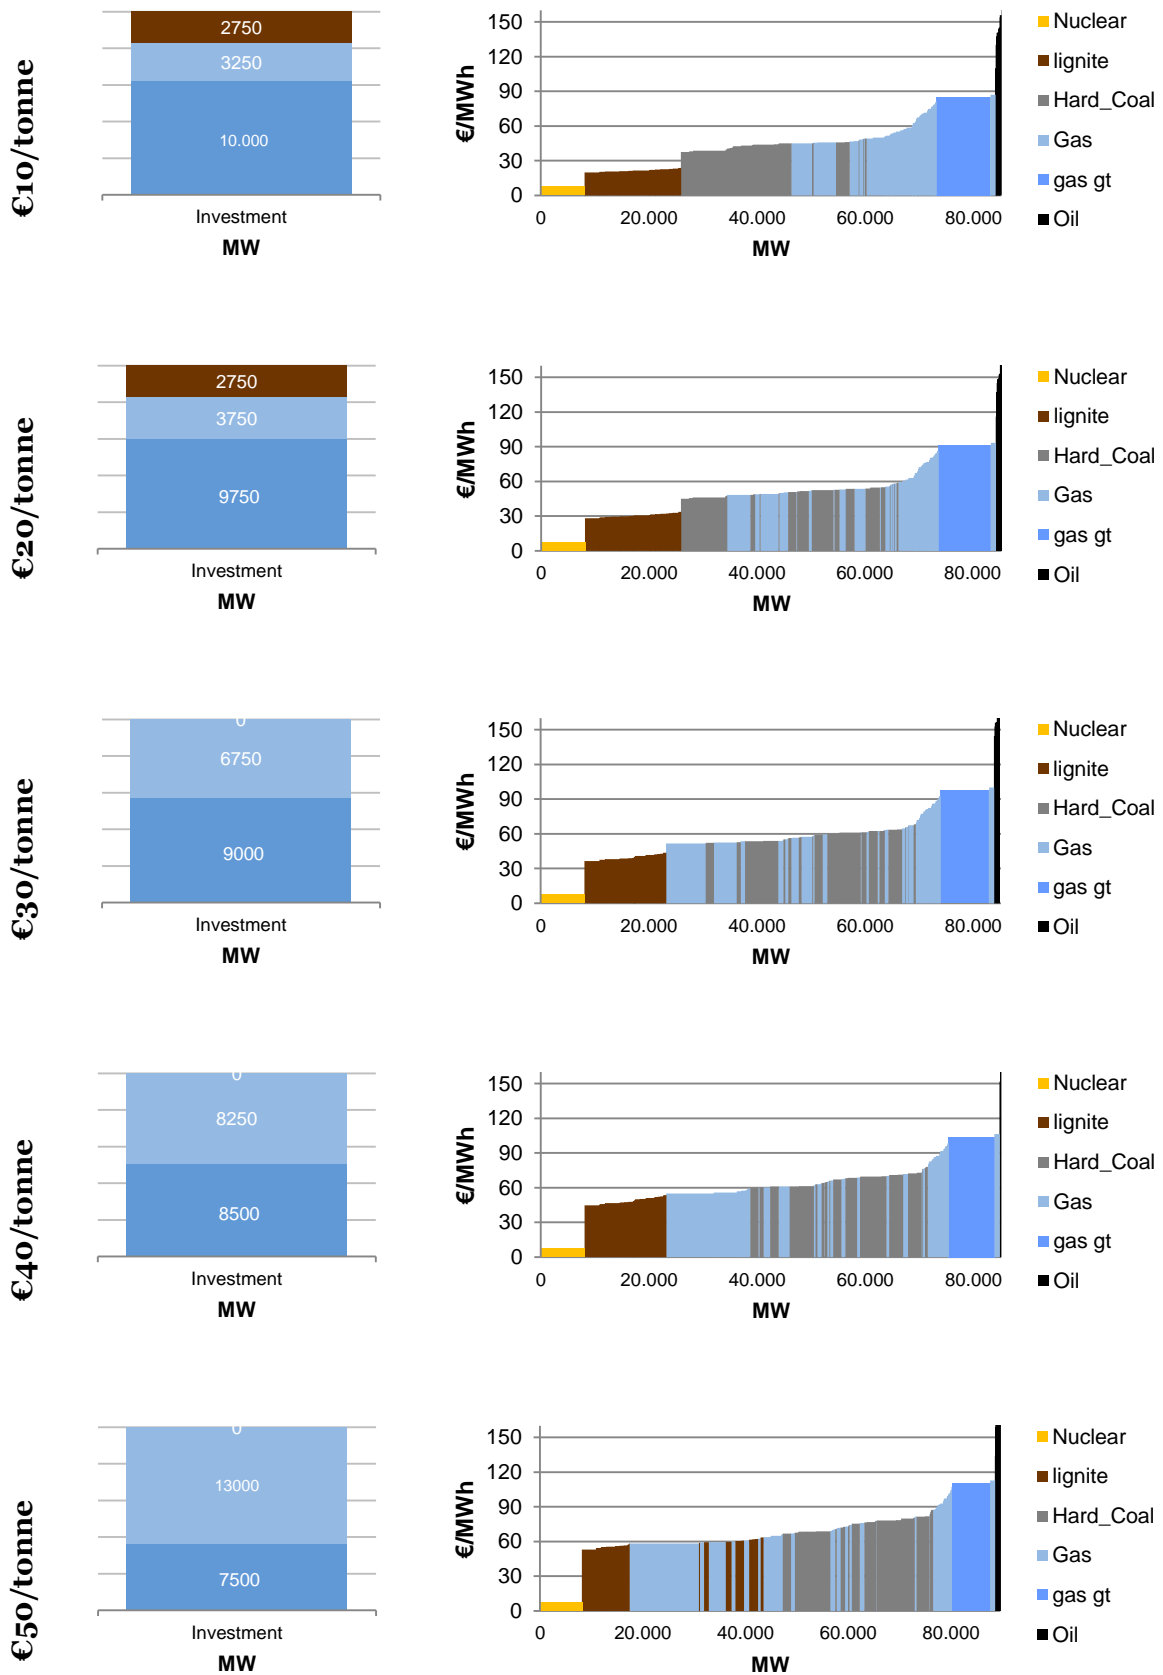 €10/tonne
2750
3250
10.000
Investment
MW
€/MWh
150
120
90
60
30
0
0 20.000 40.000 60.000 80.000
MW
Nuclear
lignite
Hard_Coal
Gas
gas gt
Oil
€20/tonne
2750
3750
9750
Investment
MW
€/MWh
150
120
90
60
30
0
0 20.000 40.000 60.000 80.000
MW
Nuclear
lignite
Hard_Coal
Gas
gas gt
Oil
€30/tonne
0
6750
9000
Investment
MW
€/MWh
150
120
90
60
30
0
0 20.000 40.000 60.000 80.000
MW
Nuclear
lignite
Hard_Coal
Gas
gas gt
Oil
€40/tonne
0
8250
8500
Investment
MW
€/MWh
150
120
90
60
30
0
0 20.000 40.000 60.000 80.000
MW
Nuclear
lignite
Hard_Coal
Gas
gas gt
Oil
€50/tonne
0
13000
7500
Investment
MW
€/MWh
150
120
90
60
30
0
0 20.000 40.000 60.000 80.000
MW
Nuclear
lignite
Hard_Coal
Gas
gas gt
Oil